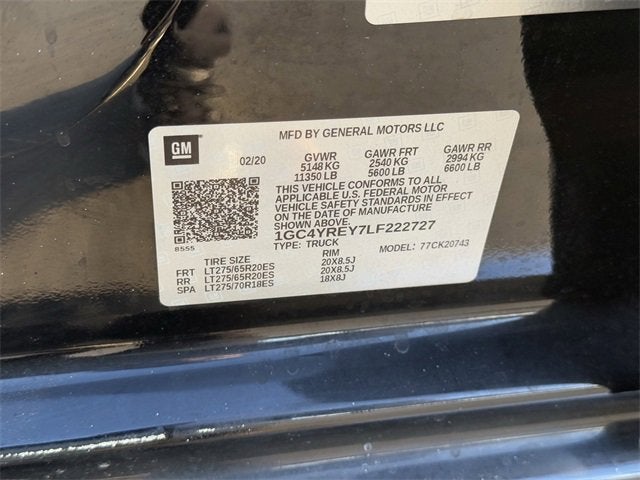 MFD BY GENERAL MOTORS LLC
GM
02/20 GVWR GAWR FRT GAWR RR
5148 KG 2540 KG 2994 KG
11350 LB 5600 LB 6600 LB
THIS VEHICLE CONFORMS TO ALL
APPLICABLE U.S. FEDERAL MOTOR
VEHICLE SAFETY STANDARDS IN EFFECT
ON THE DATE OF MANUFACTURE
SHOWN ABOVE.
1GC4YREY7LF222727
8555 TYPE: TRUCK MODEL: 77CK20743
TIRE SIZE RIM
FRT LT275/65R20ES 20X8.5J
RR LT275/65R20ES 20X8.5J
SPA LT275/70R18ES 18X8J